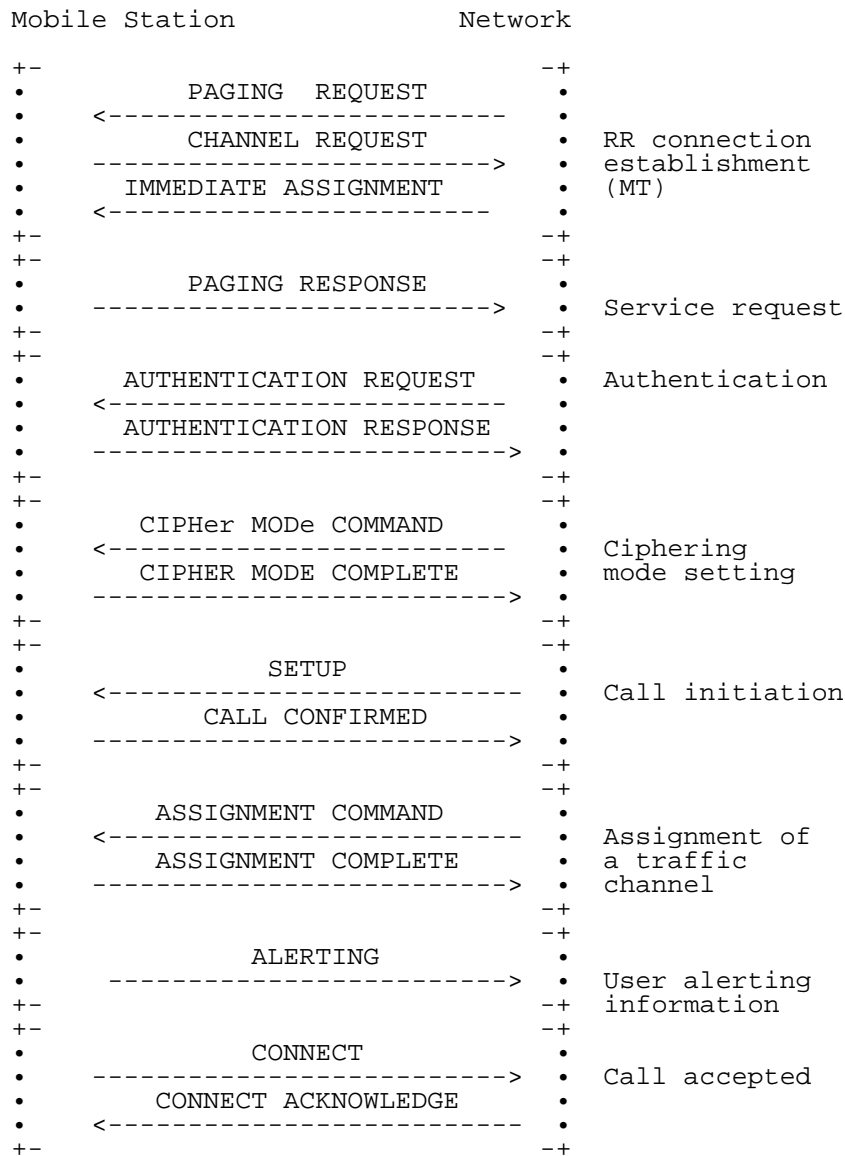 Mobile Station Network
PAGING REQUEST
CHANNEL REQUEST
RR connection
establishment
IMMEDIATE ASSIGNMENT
(MT)
PAGING RESPONSE
Service request
AUTHENTICATION REQUEST
Authentication
AUTHENTICATION RESPONSE
CIPHer MODe COMMAND
Ciphering
CIPHER MODE COMPLETE
mode setting
SETUP
Call initiation
CALL CONFIRMED
ASSIGNMENT COMMAND
Assignment of
ASSIGNMENT COMPLETE
a traffic
channel
ALERTING
User alerting
information
CONNECT
Call accepted
CONNECT ACKNOWLEDGE